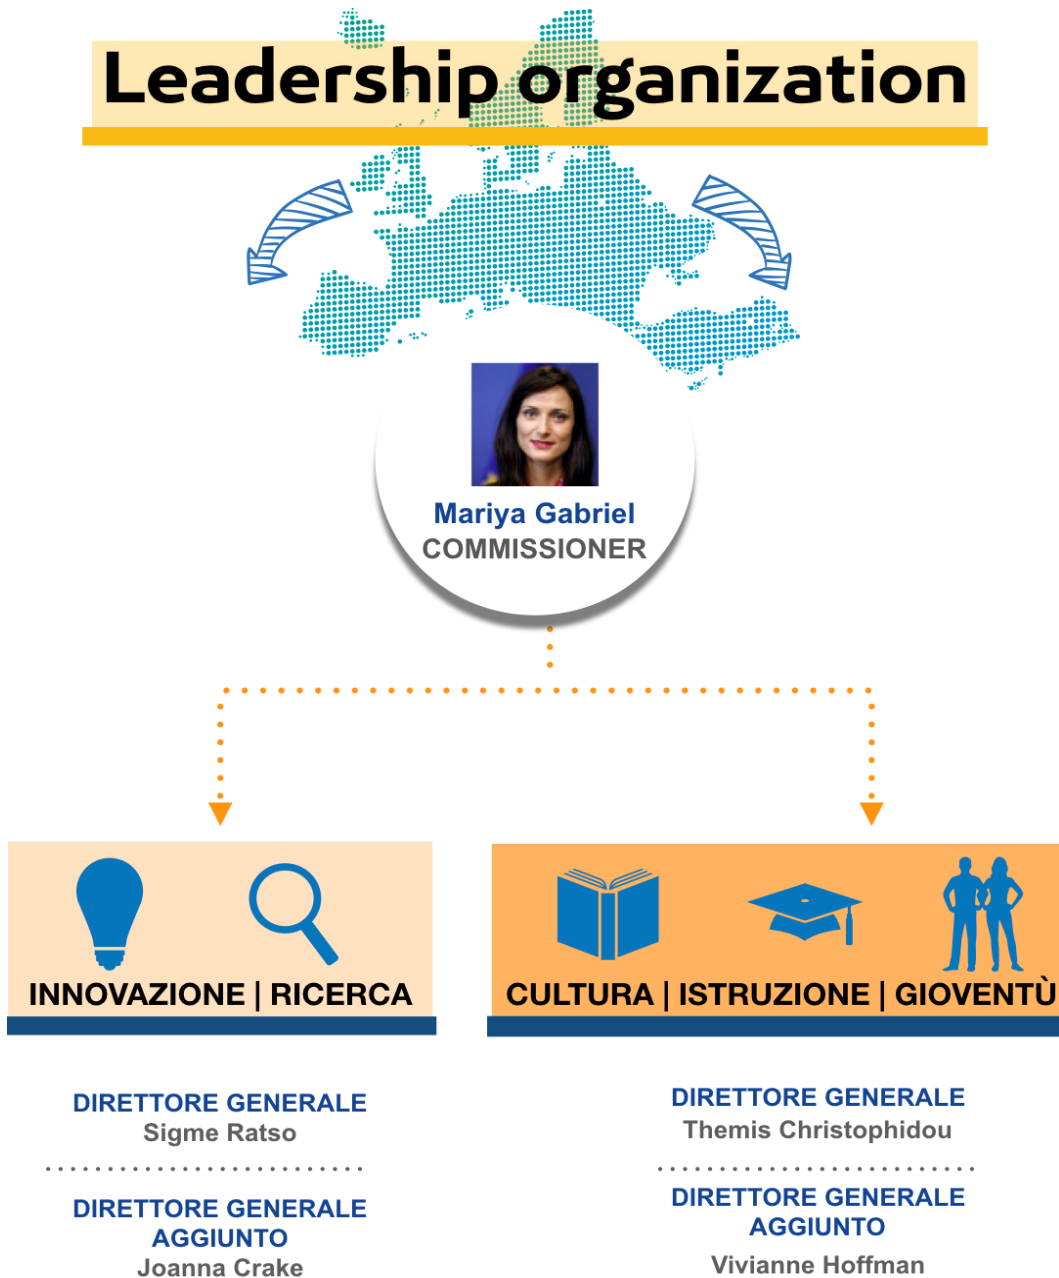 Leadership organization
Mariya Gabriel
COMMISSIONER
INNOVAZIONE | RICERCA
CULTURA | ISTRUZIONE | GIOVENTÙ
DIRETTORE GENERALE
Sigme Ratso
DIRETTORE GENERALE
AGGIUNTO
Joanna Crake
DIRETTORE GENERALE
Themis Christophidou
DIRETTORE GENERALE
AGGIUNTO
Vivianne Hoffman